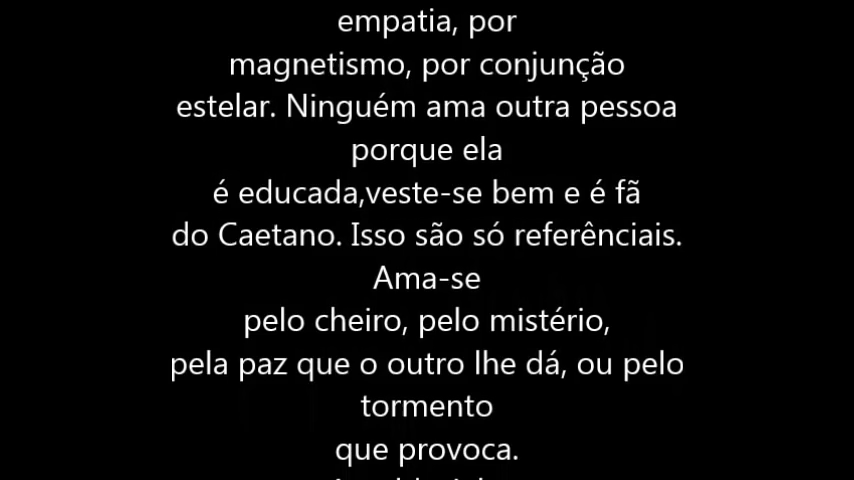 empatia, por
magnetismo, por conjunção
estelar. Ninguém ama outra pessoa
porque ela
é educada,veste-se bem e é fã
do Caetano. Isso são só referênciais.
Ama-se
pelo cheiro, pelo mistério,
pela paz que o outro lhe dá, ou pelo
tormento
que provoca.